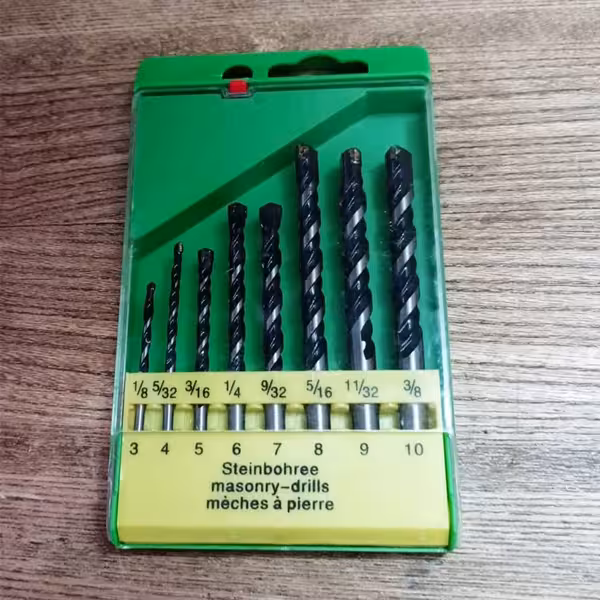 1/8 5/32 3/16 1/4 9/32 5/16 11/32 3/8
3 4 5 6 7 8 9 10
Steinbohree
masonry-drills
mèches à pierre